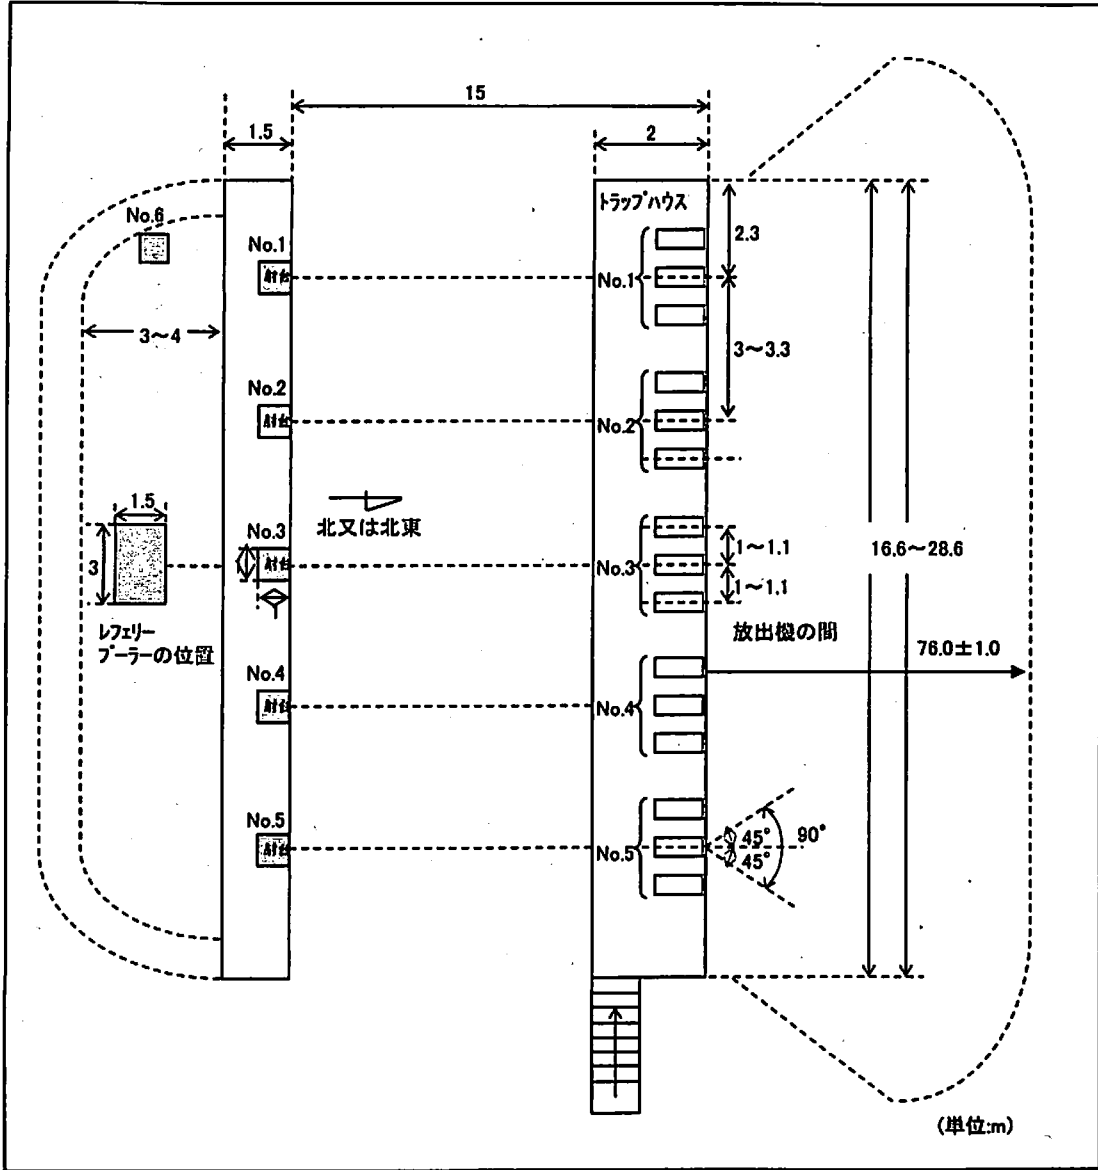 15
1.5
2
No.6
No.1
射台
トラップハウス
No.1
2.3
3～4
3～3.3
No.2
射台
No.2
北又は北東
1.5
3
No.3
射台
No.3
1～1.1
1～1.1
16.6～28.6
レフェリー
プーラーの位置
放出機の間
76.0±1.0
No.4
射台
No.4
No.5
射台
No.5
45°
45°
90°
(単位:m)